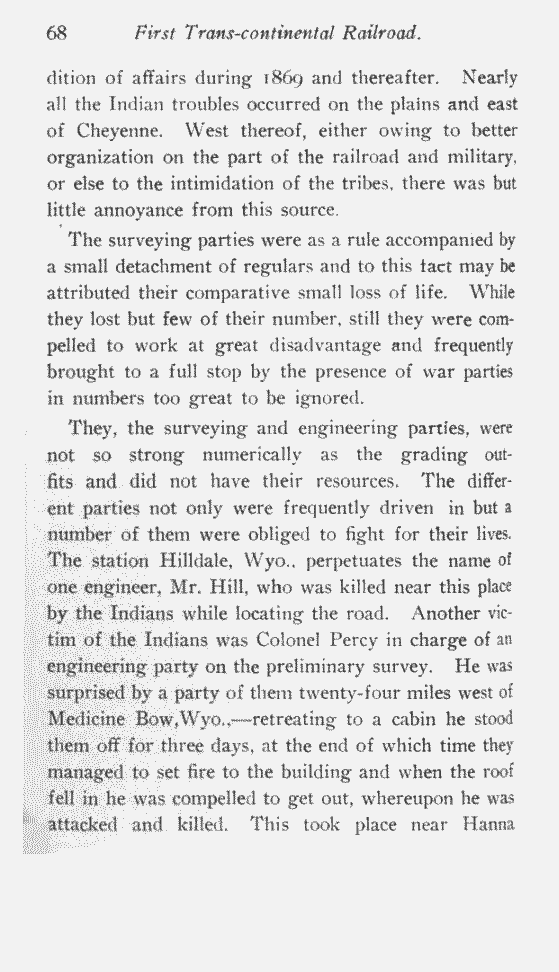 68 First Trans-continental Railroad.
dition of affairs during 1869 and thereafter. Nearly
all the Indian troubles occurred on the plains and east
of Cheyenne. West thereof, either owing to better
organization on the part of the railroad and military,
or else to the intimidation of the tribes, there was but
little annoyance from this source.
The surveying parties were as a rule accompanied by
a small detachment of regulars and to this fact may be
attributed their comparative small loss of life. While
they lost but few of their number, still they were com-
pelled to work at great disadvantage and frequently
brought to a full stop by the presence of war parties
in numbers too great to be ignored.
They, the surveying and engineering parties, were
not so strong numerically as the grading out-
fits and did not have their resources. The differ-
ent parties not only were frequently driven in but a
number of them were obliged to fight for their lives.
The station Hilldale, Wyo., perpetuates the name of
one engineer, Mr. Hill, who was killed near this place
by the Indians while locating the road. Another vic-
tim of the Indians was Colonel Percy in charge of an
engineering party on the preliminary survey. He was
surprised by a party of them twenty-four miles west of
Medicine Bow,Wyo.,—retreating to a cabin he stood
them off for three days, at the end of which time they
managed to set fire to the building and when the roof
fell in he was compelled to get out, whereupon he was
attacked and killed. This took place near Hanna